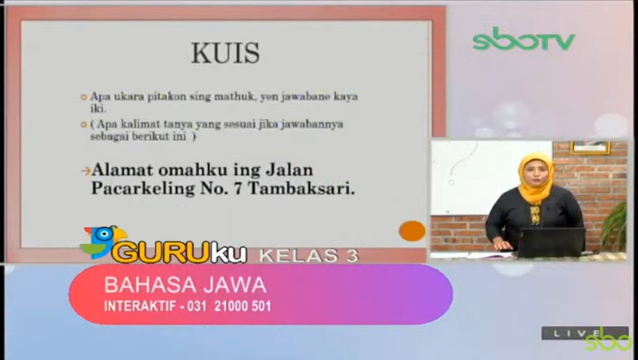 KUIS
sboTV
Apa ukara pitakon sing mathuk, yen jawabane kaya
iki.
( Apa kalimat tanya yang sesuai jika jawabannya
sebagai berikut ini )
Alamat omahku ing Jalan
Pacarkeling No. 7 Tambaksari.
GURUku KELAS 3
BAHASA JAWA
INTERAKTIF - 031 21000 501
LIVE
sbo